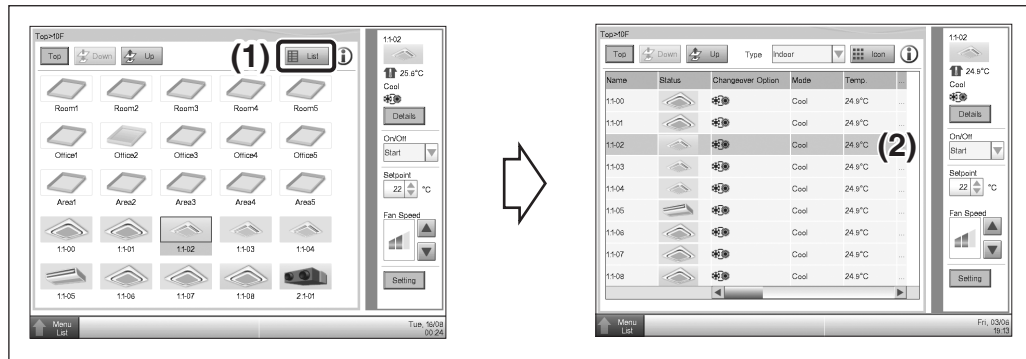 Top>10F
Top
Down
Up
(1)
List
Room1 Room2 Room3 Room4 Room5
Office1 Office2 Office3 Office4 Office5
Area1 Area2 Area3 Area4 Area5
1:1-00 1:1-01 1:1-02 1:1-03 1:1-04
1:1-05 1:1-06 1:1-07 1:1-08 2:1-01
1:1-02
25.6°C
Cool
Details
On/Off
Start
Setpoint
22 °C
Fan Speed
Setting
Menu
List
Tue, 16/08
00:24
Top>10F
Top
Down
Up
Type
Indoor
Icon
Name Status Changeover Option Mode Temp. ...
1:1-00 Cool 24.9°C ...
1:1-01 Cool 24.9°C ...
1:1-02 Cool 24.9°C ...
(2)
1:1-03 Cool 24.9°C ...
1:1-04 Cool 24.9°C ...
1:1-05 Cool 24.9°C ...
1:1-06 Cool 24.9°C ...
1:1-07 Cool 24.9°C ...
1:1-08 Cool 24.9°C ...
1:1-02
24.9°C
Cool
Details
On/Off
Start
Setpoint
22 °C
Fan Speed
Setting
Menu
List
Fri, 03/06
19:13